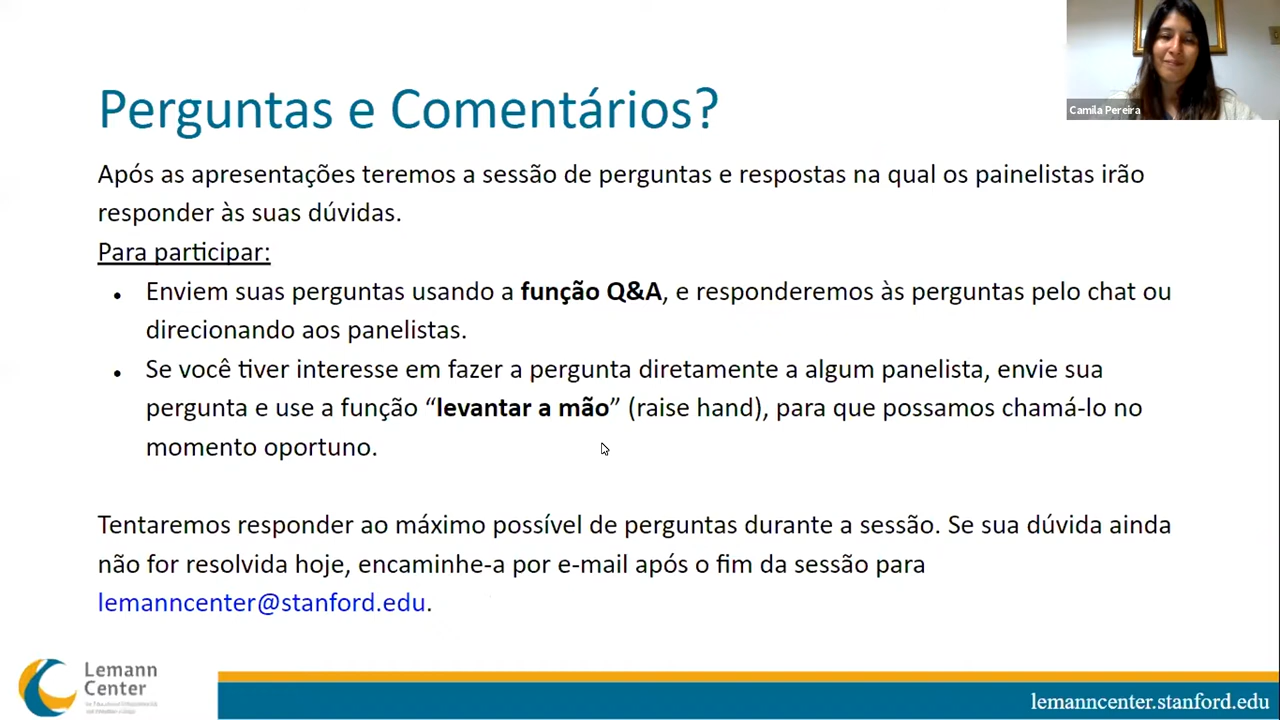 Camila Pereira
Perguntas e Comentários?
Após as apresentações teremos a sessão de perguntas e respostas na qual os painelistas irão
responder às suas dúvidas.
Para participar:
• Enviem suas perguntas usando a função Q&A, e responderemos às perguntas pelo chat ou
direcionando aos panelistas.
• Se você tiver interesse em fazer a pergunta diretamente a algum panelista, envie sua
pergunta e use a função “levantar a mão” (raise hand), para que possamos chamá-lo no
momento oportuno.
Tentaremos responder ao máximo possível de perguntas durante a sessão. Se sua dúvida ainda
não for resolvida hoje, encaminhe-a por e-mail após o fim da sessão para
lemanncenter@stanford.edu.
Lemann
Center
lemanncenter.stanford.edu